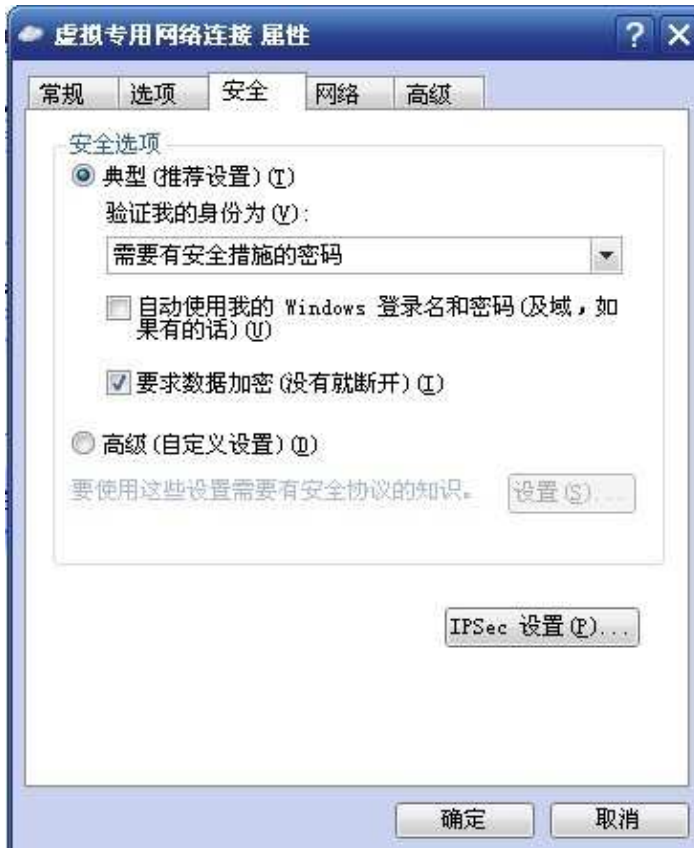 虚拟专用网络连接 属性
常规 选项 安全 网络 高级
安全选项
典型(推荐设置)(T)
验证我的身份为(V):
需要有安全措施的密码
自动使用我的 Windows 登录名和密码(及域，如
果有的话)(U)
要求数据加密(没有就断开)(I)
高级(自定义设置)(D)
要使用这些设置需要有安全协议的知识。 设置(S)...
IPSec 设置(P)...
确定 取消